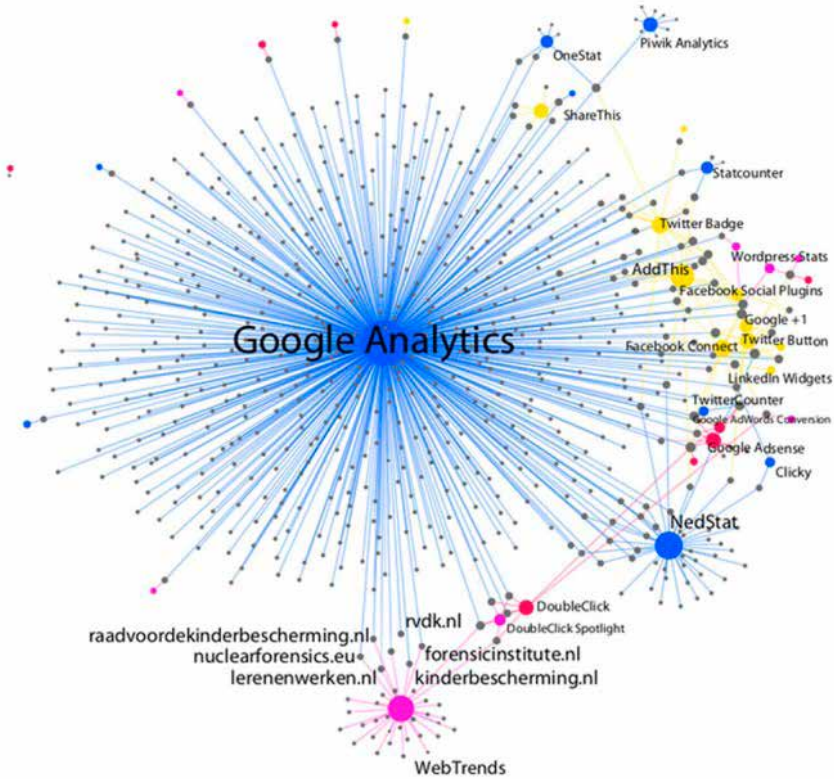 OneStat
Piwik Analytics
ShareThis
Statcounter
Twitter Badge
Wordpress Stats
AddThis
Facebook Social Plugins
Google +1
Google Analytics
Facebook Connect
Twitter Button
LinkedIn Widgets
TwitterCounter
Google AdWords Conversion
Google Adsense
Clicky
NedStat
DoubleClick
rvdk.nl
DoubleClick Spotlight
raadvoordekinderbescherming.nl
nuclearforensics.eu
forensicinstitute.nl
lerenenwerken.nl
kinderbescherming.nl
WebTrends